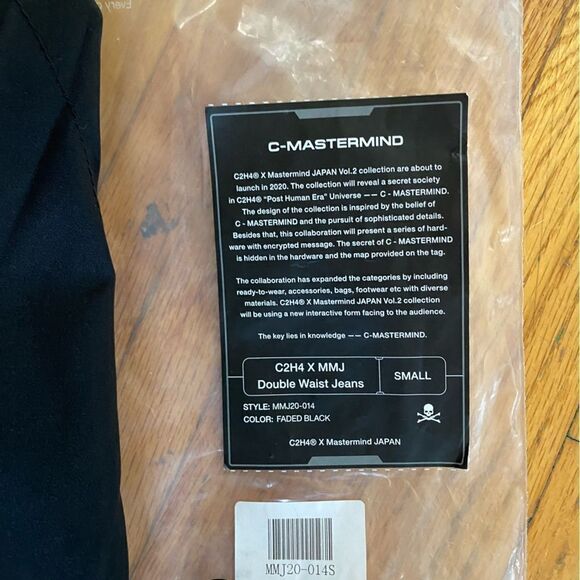 C-MASTERMIND
C2H4® X Mastermind JAPAN Vol.2 collection are about to
launch in 2020. The collection will reveal a secret society
in C2H4® "Post Human Era" Universe —— C - MASTERMIND.
The design of the collection is inspired by the belief of
C - MASTERMIND and the pursuit of sophisticated details.
Besides that, this collaboration will present a series of hard-
ware with encrypted message. The secret of C - MASTERMIND
is hidden in the hardware and the map provided on the tag.
The collaboration has expanded the categories by including
ready-to-wear, accessories, bags, footwear etc with diverse
materials. C2H4® X Mastermind JAPAN Vol.2 collection
will be using a new interactive form facing to the audience.
The key lies in knowledge —— C-MASTERMIND.
C2H4 X MMJ
Double Waist Jeans
SMALL
STYLE: MMJ20-014
COLOR: FADED BLACK
C2H4® X Mastermind JAPAN
MMJ20-014S